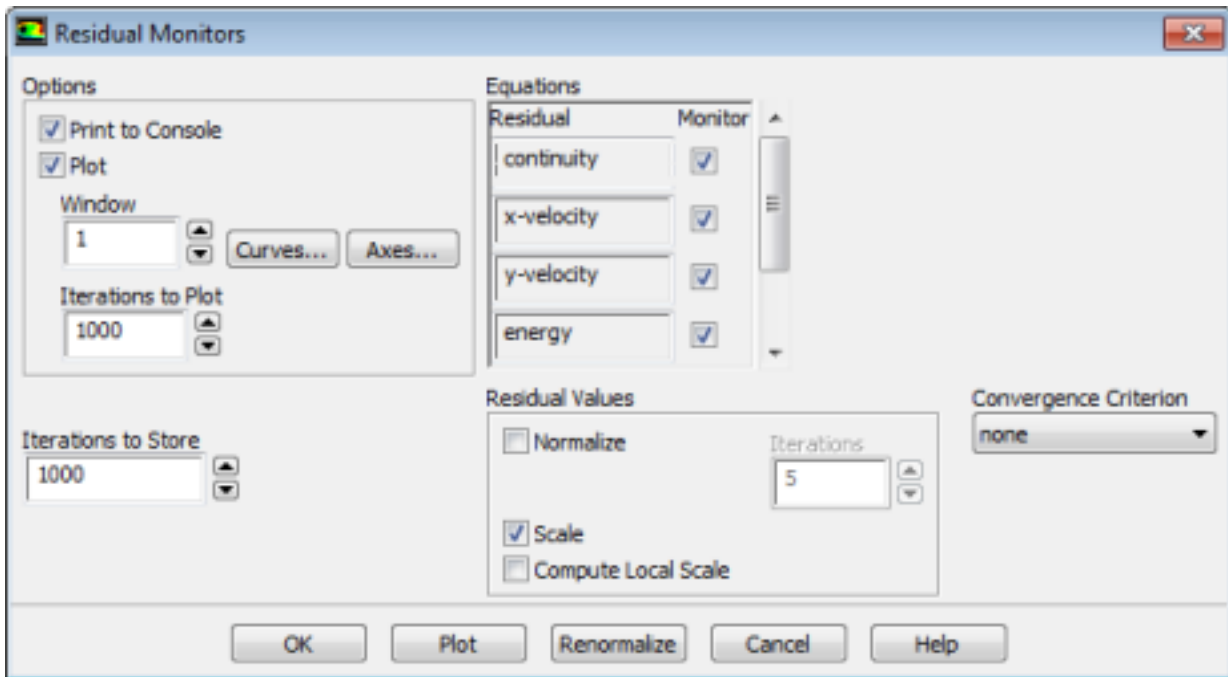 Residual Monitors
Options
Print to Console
Plot
Window
1
Curves...
Axes...
Iterations to Plot
1000
Iterations to Store
1000
Equations
Residual Monitor
continuity
x-velocity
y-velocity
energy
Residual Values
Normalize
Iterations
5
Scale
Compute Local Scale
Convergence Criterion
none
OK
Plot
Renormalize
Cancel
Help